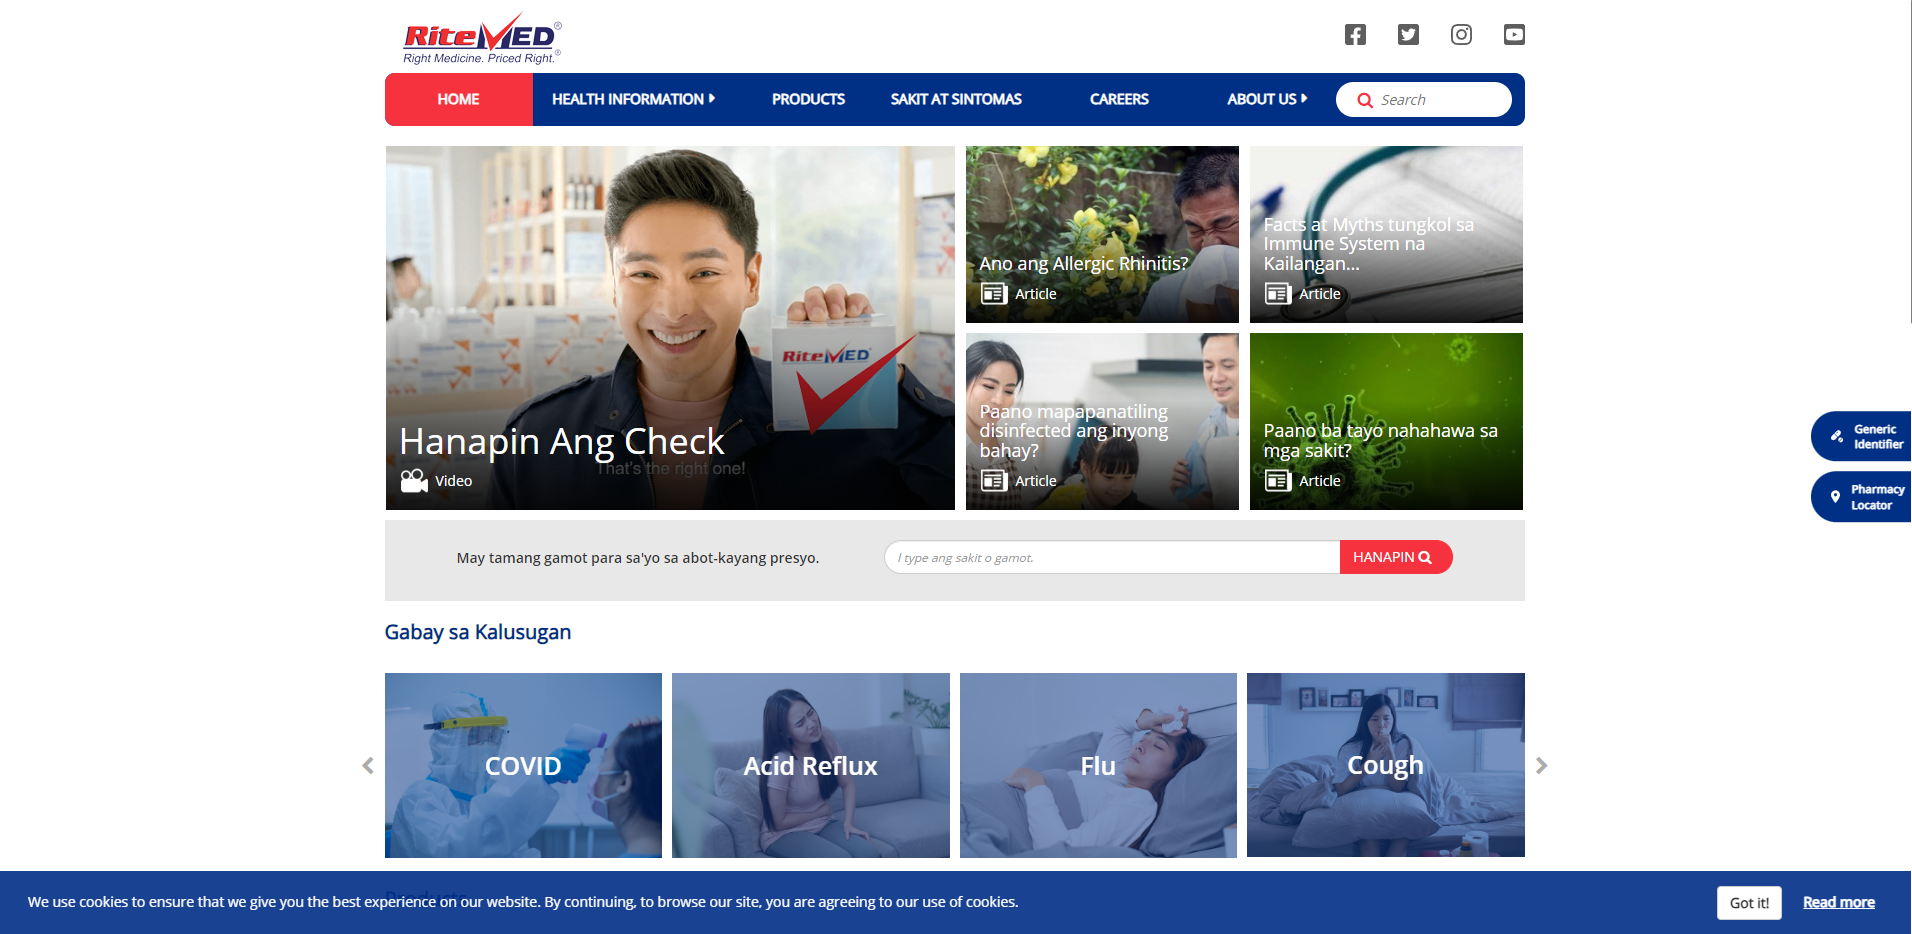 RiteMED®
Right Medicine. Priced Right.®
HOME
HEALTH INFORMATION
PRODUCTS
SAKIT AT SINTOMAS
CAREERS
ABOUT US
Search
RiteMED
Hanapin Ang Check
That's the right one!
Video
Ano ang Allergic Rhinitis?
Article
Facts at Myths tungkol sa
Immune System na
Kailangan...
Article
Paano mapapanatiling
disinfected ang inyong
bahay?
Article
Paano ba tayo nahahawa sa
mga sakit?
Article
Generic
Identifier
Pharmacy
Locator
May tamang gamot para sa'yo sa abot-kayang presyo.
I type ang sakit o gamot.
HANAPIN
Gabay sa Kalusugan
COVID
Acid Reflux
Flu
Cough
Products
We use cookies to ensure that we give you the best experience on our website. By continuing, to browse our site, you are agreeing to our use of cookies.
Got it!
Read more